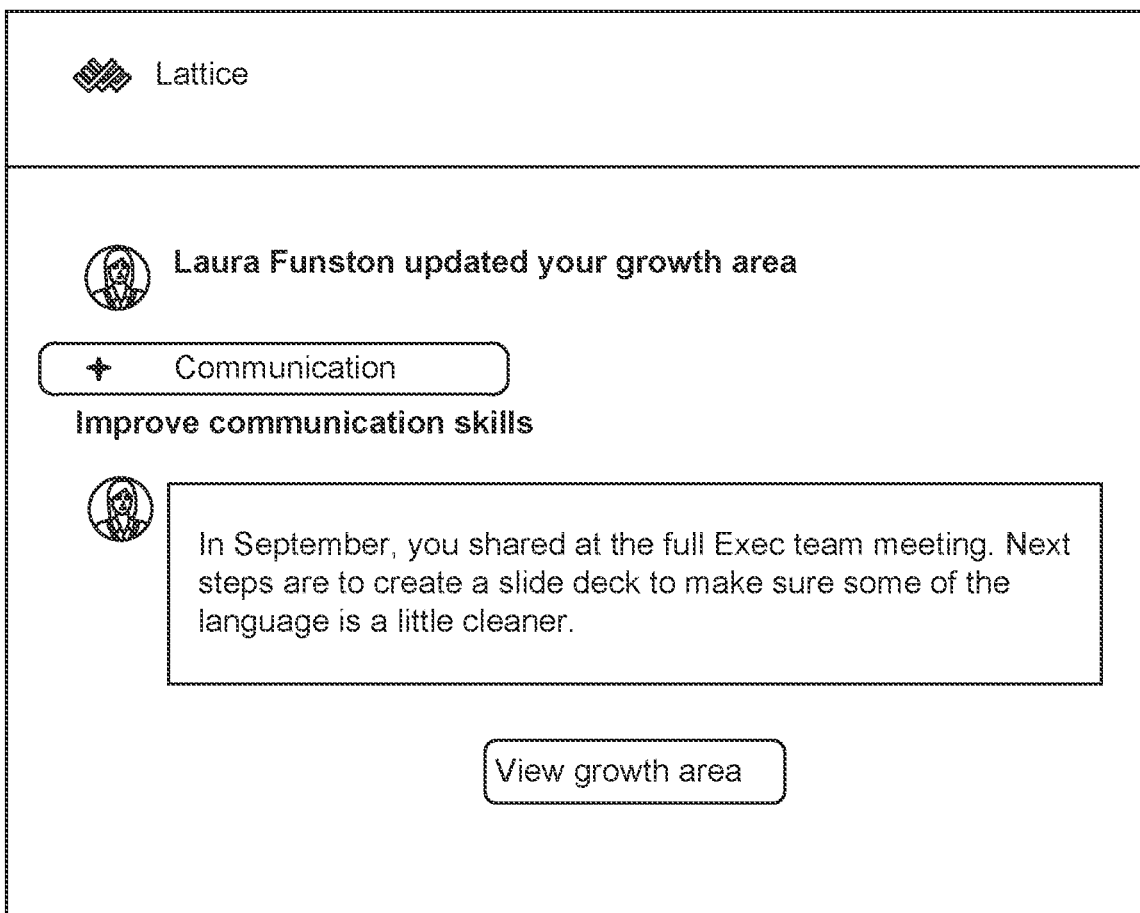 Lattice
Laura Funston updated your growth area
Communication
Improve communication skills
In September, you shared at the full Exec team meeting. Next
steps are to create a slide deck to make sure some of the
language is a little cleaner.
View growth area